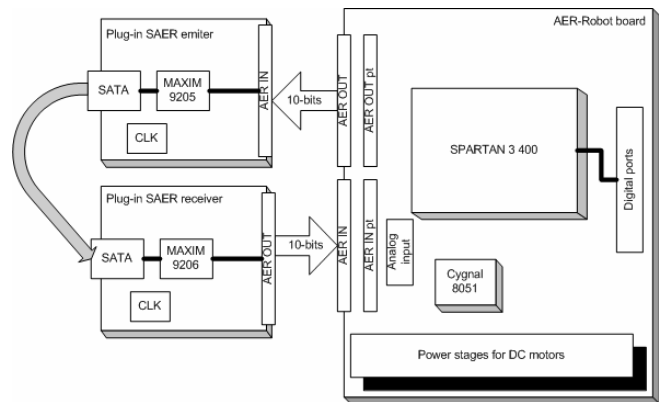 Plug-in SAER emiter
SATA
MAXIM
9205
CLK
AER IN
10-bits
AER OUT
AER OUT pt
AER-Robot board
SPARTAN 3 400
Digital ports
Plug-in SAER receiver
SATA
MAXIM
9206
CLK
AER OUT
10-bits
AER IN
AER IN pt
Analog
input
Cygnal
8051
Power stages for DC motors